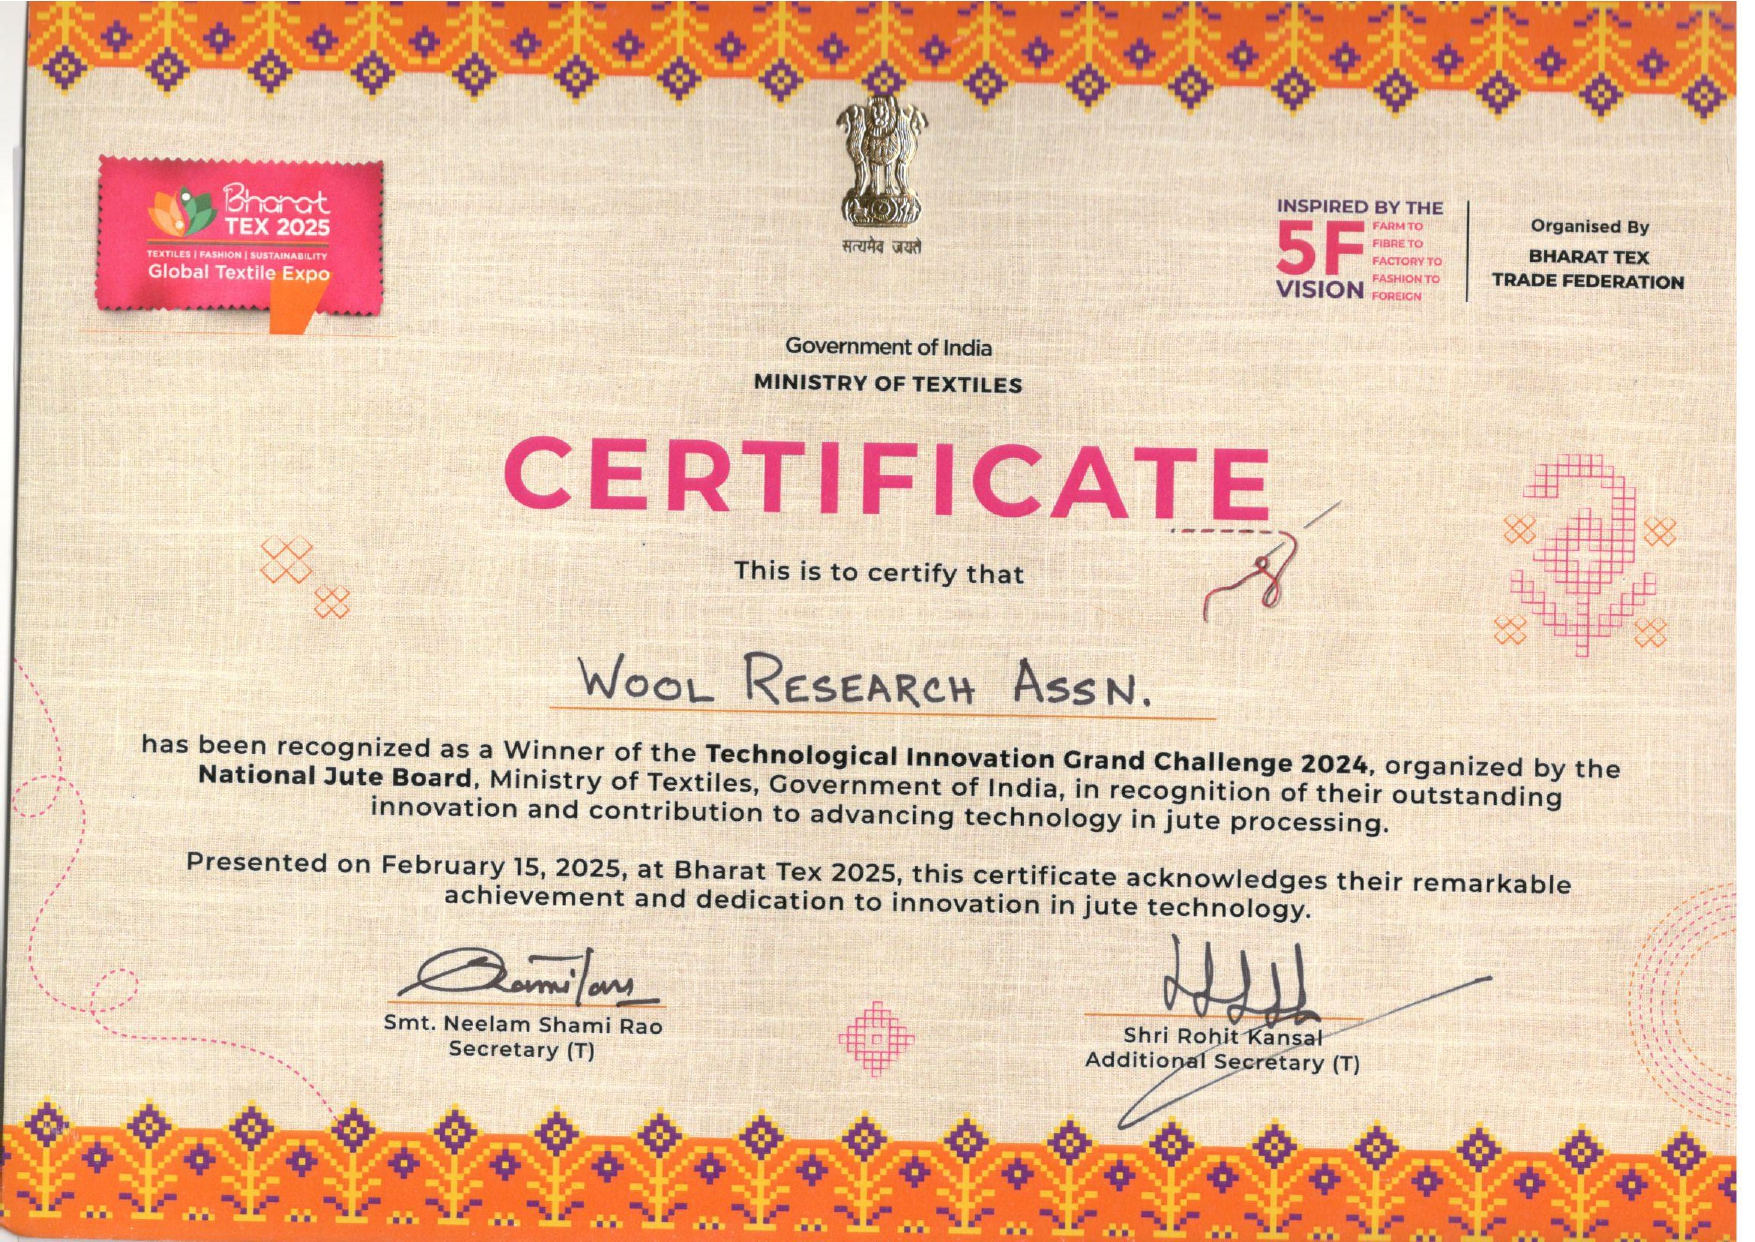 Bharat
TEX 2025
TEXTILES | FASHION | SUSTAINABILITY
Global Textile Expo
सत्यमेव जयते
INSPIRED BY THE
5F
VISION
FARM TO
FIBRE TO
FACTORY TO
FASHION TO
FOREIGN
Organised By
BHARAT TEX
TRADE FEDERATION
Government of India
MINISTRY OF TEXTILES
CERTIFICATE
This is to certify that
WOOL RESEARCH ASSN.
has been recognized as a Winner of the Technological Innovation Grand Challenge 2024, organized by the
National Jute Board, Ministry of Textiles, Government of India, in recognition of their outstanding
innovation and contribution to advancing technology in jute processing.
Presented on February 15, 2025, at Bharat Tex 2025, this certificate acknowledges their remarkable
achievement and dedication to innovation in jute technology.
Smt. Neelam Shami Rao
Secretary (T)
Shri Rohit Kansal
Additional Secretary (T)